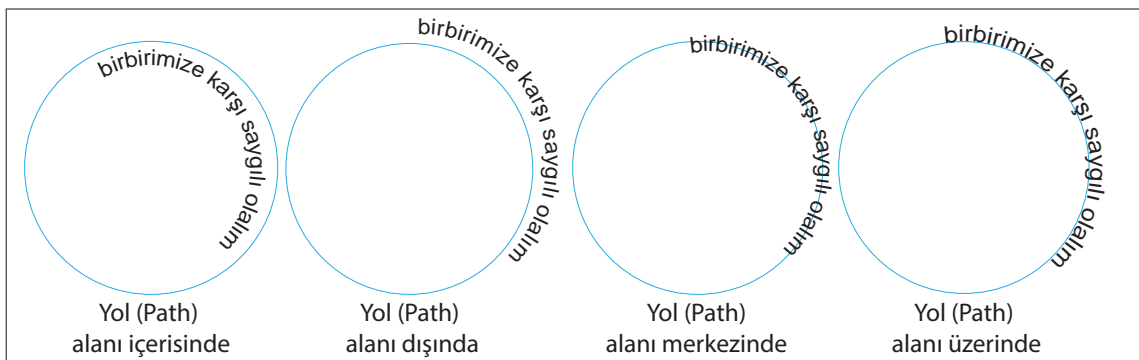 birbirimize karşı saygılı olalım
birbirimize karşı saygılı olalım
birbirimize karşı saygılı olalım
birbirimize karşı saygılı olalım
Yol (Path)
alanı içerisinde
Yol (Path)
alanı dışında
Yol (Path)
alanı merkezinde
Yol (Path)
alanı üzerinde